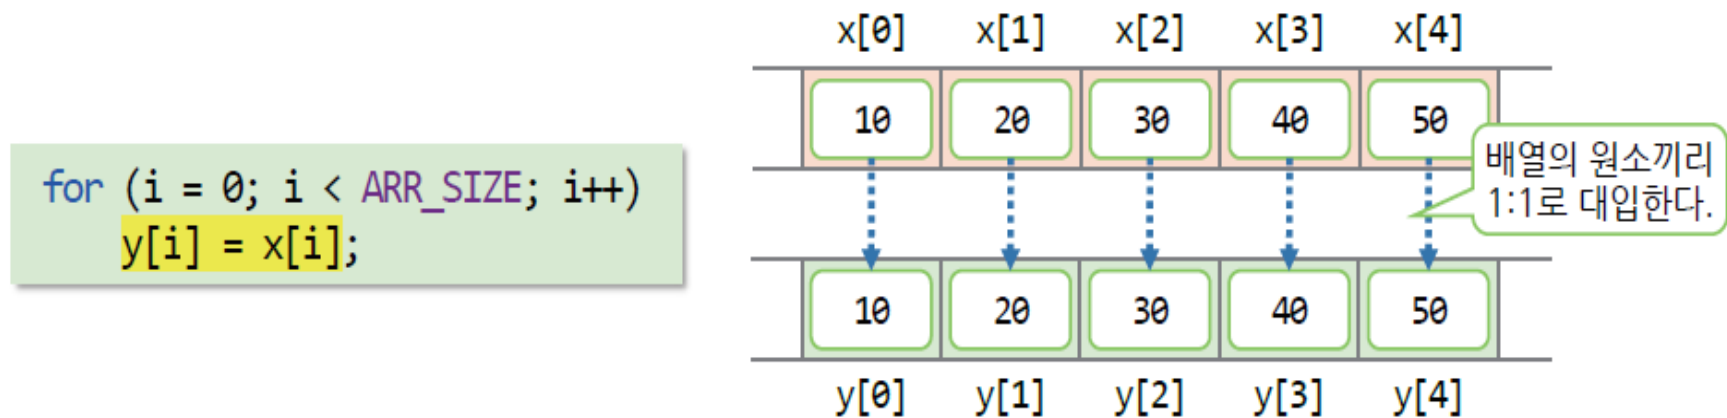 for (i = 0; i < ARR_SIZE; i++)
y[i] = x[i];
x[0] x[1] x[2] x[3] x[4]
10 20 30 40 50
배열의 원소끼리
1:1로 대입한다.
10 20 30 40 50
y[0] y[1] y[2] y[3] y[4]